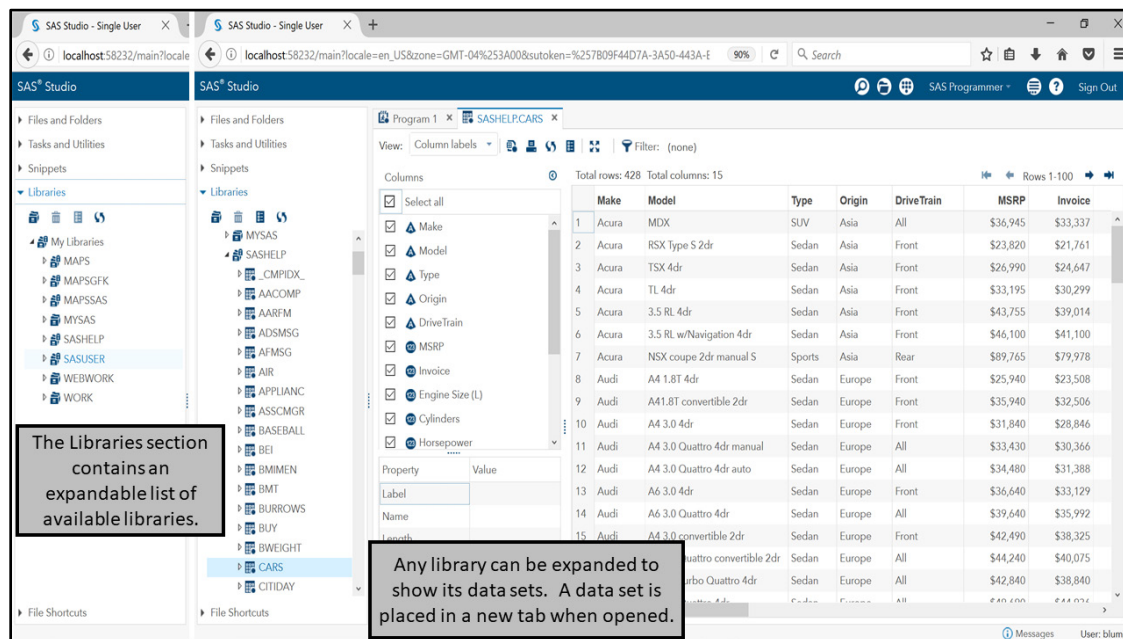 SAS Studio - Single User X
SAS Studio - Single User X +
localhost:58232/main?locale
localhost:58232/main?locale=en_US&zone=GMT-04%253A00&sutoken=%257B09F44D7A-3A50-443A-E 90% C Search
SAS® Studio
SAS® Studio
SAS Programmer
Sign Out
Files and Folders
Tasks and Utilities
Snippets
Libraries
My Libraries
MAPS
MAPSGFK
MAPSSAS
MYSAS
SASHELP
SASUSER
WEBWORK
WORK
The Libraries section
contains an
expandable list of
available libraries.
File Shortcuts
Files and Folders
Tasks and Utilities
Snippets
Libraries
MYSAS
SASHELP
_CMPIDX_
AACOMP
AARFM
ADSMSG
AFMSG
AIR
APPLIANC
ASSCMGR
BASEBALL
BEI
BMIMEN
BMT
BURROWS
BUY
BWEIGHT
CARS
CITIDAY
File Shortcuts
Program 1 x SASHELP.CARS x
View: Column labels Filter: (none)
Columns
Select all
Make
Model
Type
Origin
DriveTrain
MSRP
Invoice
Engine Size (L)
Cylinders
Horsepower
Property Value
Label
Name
Length
Total rows: 428 Total columns: 15 Rows 1-100
Make Model Type Origin DriveTrain MSRP Invoice
1 Acura MDX SUV Asia All $36,945 $33,337
2 Acura RSX Type S 2dr Sedan Asia Front $23,820 $21,761
3 Acura TSX 4dr Sedan Asia Front $26,990 $24,647
4 Acura TL 4dr Sedan Asia Front $33,195 $30,299
5 Acura 3.5 RL 4dr Sedan Asia Front $43,755 $39,014
6 Acura 3.5 RL w/Navigation 4dr Sedan Asia Front $46,100 $41,100
7 Acura NSX coupe 2dr manual S Sports Asia Rear $89,765 $79,978
8 Audi A4 1.8T 4dr Sedan Europe Front $25,940 $23,508
9 Audi A41.8T convertible 2dr Sedan Europe Front $35,940 $32,506
10 Audi A4 3.0 4dr Sedan Europe Front $31,840 $28,846
11 Audi A4 3.0 Quattro 4dr manual Sedan Europe All $33,430 $30,366
12 Audi A4 3.0 Quattro 4dr auto Sedan Europe All $34,480 $31,388
13 Audi A6 3.0 4dr Sedan Europe Front $36,640 $33,129
14 Audi A6 3.0 Quattro 4dr Sedan Europe All $39,640 $35,992
15 Audi A4 3.0 convertible 2dr Sedan Europe Front $42,490 $38,325
uattro convertible 2dr Sedan Europe All $44,240 $40,075
urbo Quattro 4dr Sedan Europe All $42,840 $38,840
Any library can be expanded to
show its data sets. A data set is
placed in a new tab when opened.
Messages User: blum